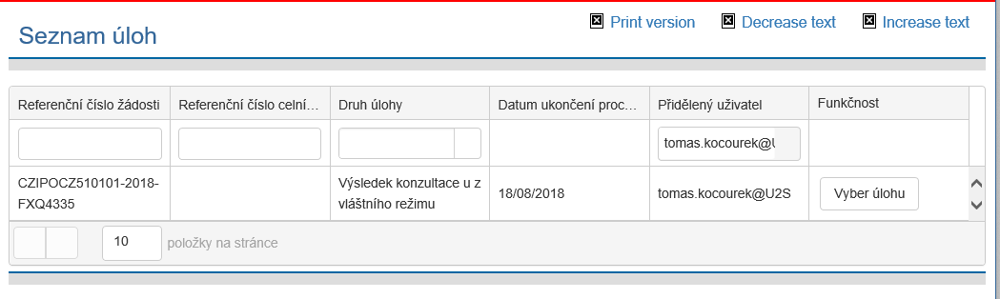 Seznam úloh
Print version
Decrease text
Increase text
Referenční číslo žádosti
Referenční číslo celní…
Druh úlohy
Datum ukončení proc…
Přidělený uživatel
Funkčnost
tomas.kocourek@U
CZIPOCZ510101-2018-
FXQ4335
Výsledek konzultace u z
vláštního režimu
18/08/2018
tomas.kocourek@U2S
Vyber úlohu
10
položky na stránce